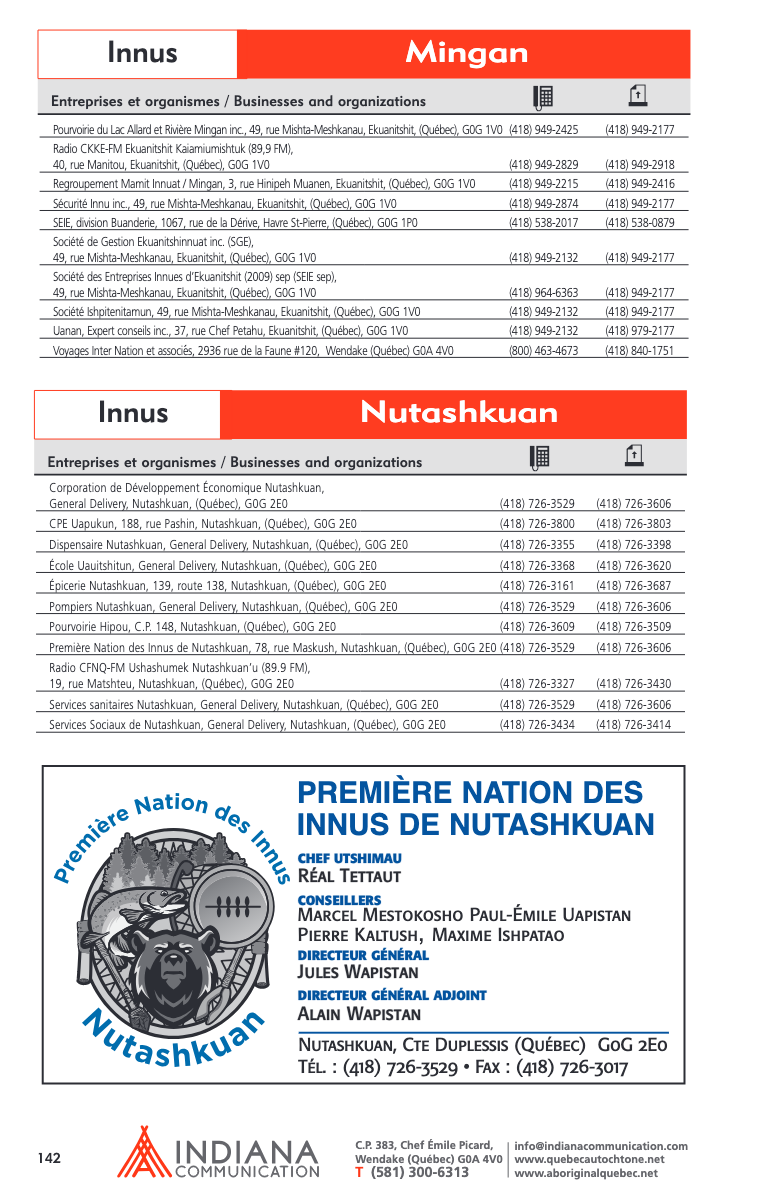 Innus Mingan
Entreprises et organismes / Businesses and organizations
Pourvoirie du Lac Allard et Rivière Mingan inc., 49, rue Mishta-Meshkanau, Ekuanitshit, (Québec), G0G 1V0 (418) 949-2425 (418) 949-2177
Radio CKKE-FM Ekuanitshit Kaiamiumishtuk (89,9 FM),
40, rue Manitou, Ekuanitshit, (Québec), G0G 1V0 (418) 949-2829 (418) 949-2918
Regroupement Mamit Innuat / Mingan, 3, rue Hinipeh Muanen, Ekuanitshit, (Québec), G0G 1V0 (418) 949-2215 (418) 949-2416
Sécurité Innu inc., 49, rue Mishta-Meshkanau, Ekuanitshit, (Québec), G0G 1V0 (418) 949-2874 (418) 949-2177
SEIE, division Buanderie, 1067, rue de la Dérive, Havre St-Pierre, (Québec), G0G 1P0 (418) 538-2017 (418) 538-0879
Société de Gestion Ekuanitshinnuat inc. (SGE),
49, rue Mishta-Meshkanau, Ekuanitshit, (Québec), G0G 1V0 (418) 949-2132 (418) 949-2177
Société des Entreprises Innues d'Ekuanitshit (2009) sep (SEIE sep),
49, rue Mishta-Meshkanau, Ekuanitshit, (Québec), G0G 1V0 (418) 964-6363 (418) 949-2177
Société Ishpitenitamun, 49, rue Mishta-Meshkanau, Ekuanitshit, (Québec), G0G 1V0 (418) 949-2132 (418) 949-2177
Uanan, Expert conseils inc., 37, rue Chef Petahu, Ekuanitshit, (Québec), G0G 1V0 (418) 949-2132 (418) 979-2177
Voyages Inter Nation et associés, 2936 rue de la Faune #120, Wendake (Québec) G0A 4V0 (800) 463-4673 (418) 840-1751
Innus Nutashkuan
Entreprises et organismes / Businesses and organizations
Corporation de Développement Économique Nutashkuan,
General Delivery, Nutashkuan, (Québec), G0G 2E0 (418) 726-3529 (418) 726-3606
CPE Uapukun, 188, rue Pashin, Nutashkuan, (Québec), G0G 2E0 (418) 726-3800 (418) 726-3803
Dispensaire Nutashkuan, General Delivery, Nutashkuan, (Québec), G0G 2E0 (418) 726-3355 (418) 726-3398
École Uauitshitun, General Delivery, Nutashkuan, (Québec), G0G 2E0 (418) 726-3368 (418) 726-3620
Épicerie Nutashkuan, 139, route 138, Nutashkuan, (Québec), G0G 2E0 (418) 726-3161 (418) 726-3687
Pompiers Nutashkuan, General Delivery, Nutashkuan, (Québec), G0G 2E0 (418) 726-3529 (418) 726-3606
Pourvoirie Hipou, C.P. 148, Nutashkuan, (Québec), G0G 2E0 (418) 726-3609 (418) 726-3509
Première Nation des Innus de Nutashkuan, 78, rue Maskush, Nutashkuan, (Québec), G0G 2E0 (418) 726-3529 (418) 726-3606
Radio CFNQ-FM Ushashumek Nutashkuan'u (89.9 FM),
19, rue Matshteu, Nutashkuan, (Québec), G0G 2E0 (418) 726-3327 (418) 726-3430
Services sanitaires Nutashkuan, General Delivery, Nutashkuan, (Québec), G0G 2E0 (418) 726-3529 (418) 726-3606
Services Sociaux de Nutashkuan, General Delivery, Nutashkuan, (Québec), G0G 2E0 (418) 726-3434 (418) 726-3414
Première Nation des Innus
Nutashkuan
PREMIÈRE NATION DES
INNUS DE NUTASHKUAN
CHEF UTSHIMAU
RÉAL TETTAUT
CONSEILLERS
MARCEL MESTOKOSHO PAUL-ÉMILE UAPISTAN
PIERRE KALTUSH, MAXIME ISHPATAO
DIRECTEUR GÉNÉRAL
JULES WAPISTAN
DIRECTEUR GÉNÉRAL ADJOINT
ALAIN WAPISTAN
NUTASHKUAN, CTE DUPLESSIS (QUÉBEC) G0G 2E0
TÉL. : (418) 726-3529 • FAX : (418) 726-3017
142
INDIANA
COMMUNICATION
C.P. 383, Chef Émile Picard,
Wendake (Québec) G0A 4V0
T (581) 300-6313
info@indianacommunication.com
www.quebecautochtone.net
www.aboriginalquebec.net